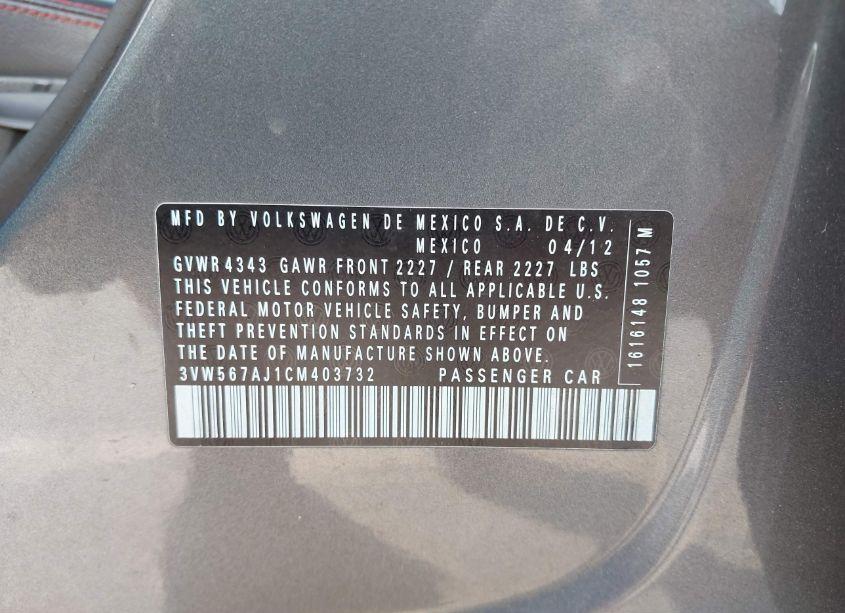 MFD BY VOLKSWAGEN DE MEXICO S.A. DE C.V.
MEXICO 04/12
GVWR 4343 GAWR FRONT 2227 / REAR 2227 LBS
THIS VEHICLE CONFORMS TO ALL APPLICABLE U.S.
FEDERAL MOTOR VEHICLE SAFETY, BUMPER AND
THEFT PREVENTION STANDARDS IN EFFECT ON
THE DATE OF MANUFACTURE SHOWN ABOVE.
3VW567AJ1CM403732 PASSENGER CAR
1616148 1057 M